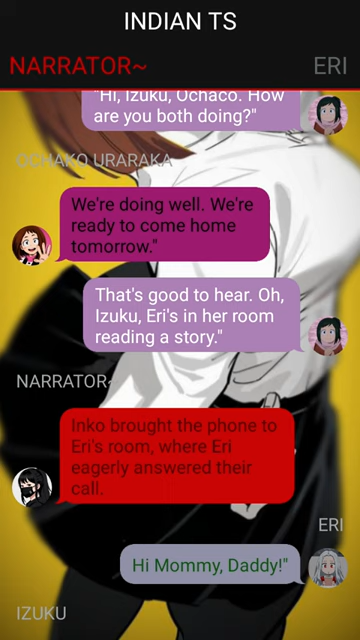 INDIAN TS
NARRATOR~ ERI
"Hi, Izuku, Ochaco. How
are you both doing?"
OCHAKO URARAKA
We're doing well. We're
ready to come home
tomorrow."
That's good to hear. Oh,
Izuku, Eri's in her room
reading a story."
NARRATOR~
Inko brought the phone to
Eri's room, where Eri
eagerly answered their
call.
ERI
Hi Mommy, Daddy!"
IZUKU